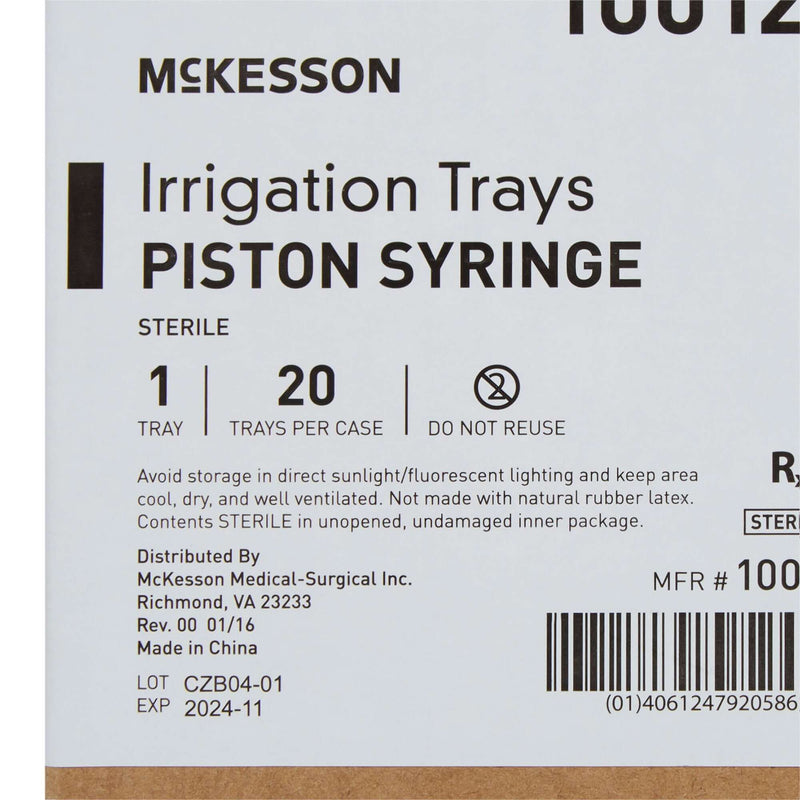 McKESSON
Irrigation Trays
PISTON SYRINGE
STERILE
1 20
TRAY TRAYS PER CASE DO NOT REUSE
Avoid storage in direct sunlight/fluorescent lighting and keep area
cool, dry, and well ventilated. Not made with natural rubber latex.
Contents STERILE in unopened, undamaged inner package.
Distributed By
McKesson Medical-Surgical Inc.
Richmond, VA 23233
Rev. 00 01/16
Made in China
LOT CZB04-01
EXP 2024-11
MFR # 100
(01)4061247920586